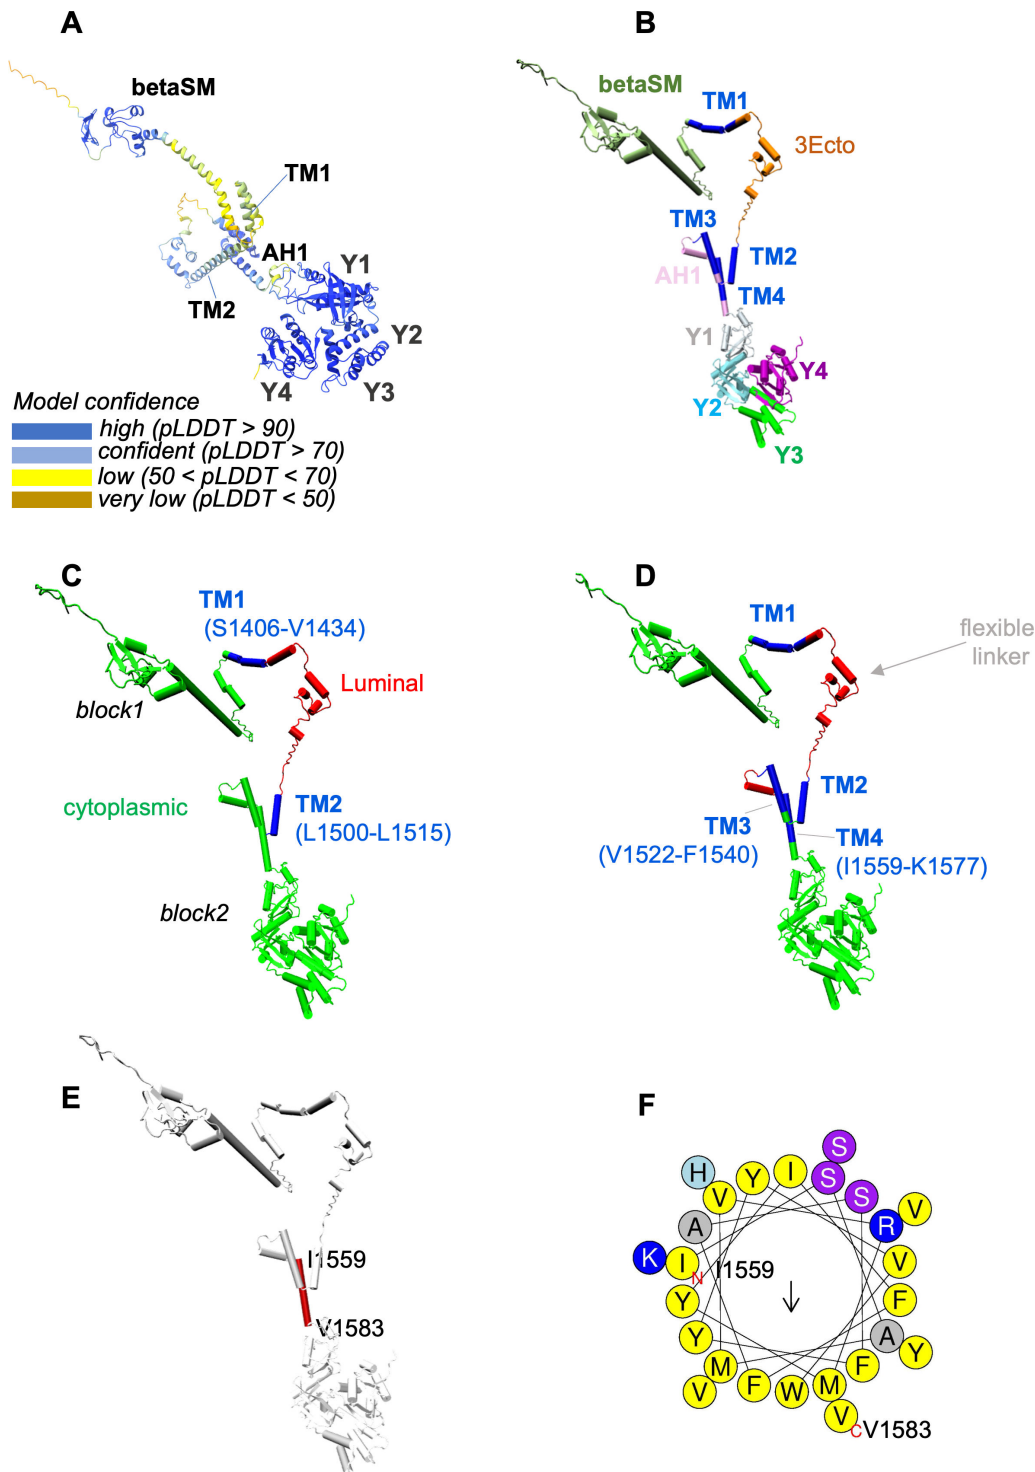 A
betaSM
TM1
AH1
TM2
Y1
Y2
Y3
Y4
Model confidence
high (pLDDT > 90)
confident (pLDDT > 70)
low (50 < pLDDT < 70)
very low (pLDDT < 50)
B
betaSM
TM1
3Ecto
TM3
TM2
AH1
TM4
Y1
Y4
Y2
Y3
C
TM1
(S1406-V1434)
Luminal
block1
cytoplasmic
TM2
(L1500-L1515)
block2
D
TM1
flexible
linker
TM2
TM3
(V1522-F1540)
TM4
(I1559-K1577)
E
I1559
V1583
F
S
H
Y
I
S
V
S
V
A
R
K
I
N
I1559
V
Y
F
Y
A
Y
M
F
V
F
W
M
V
C
V1583